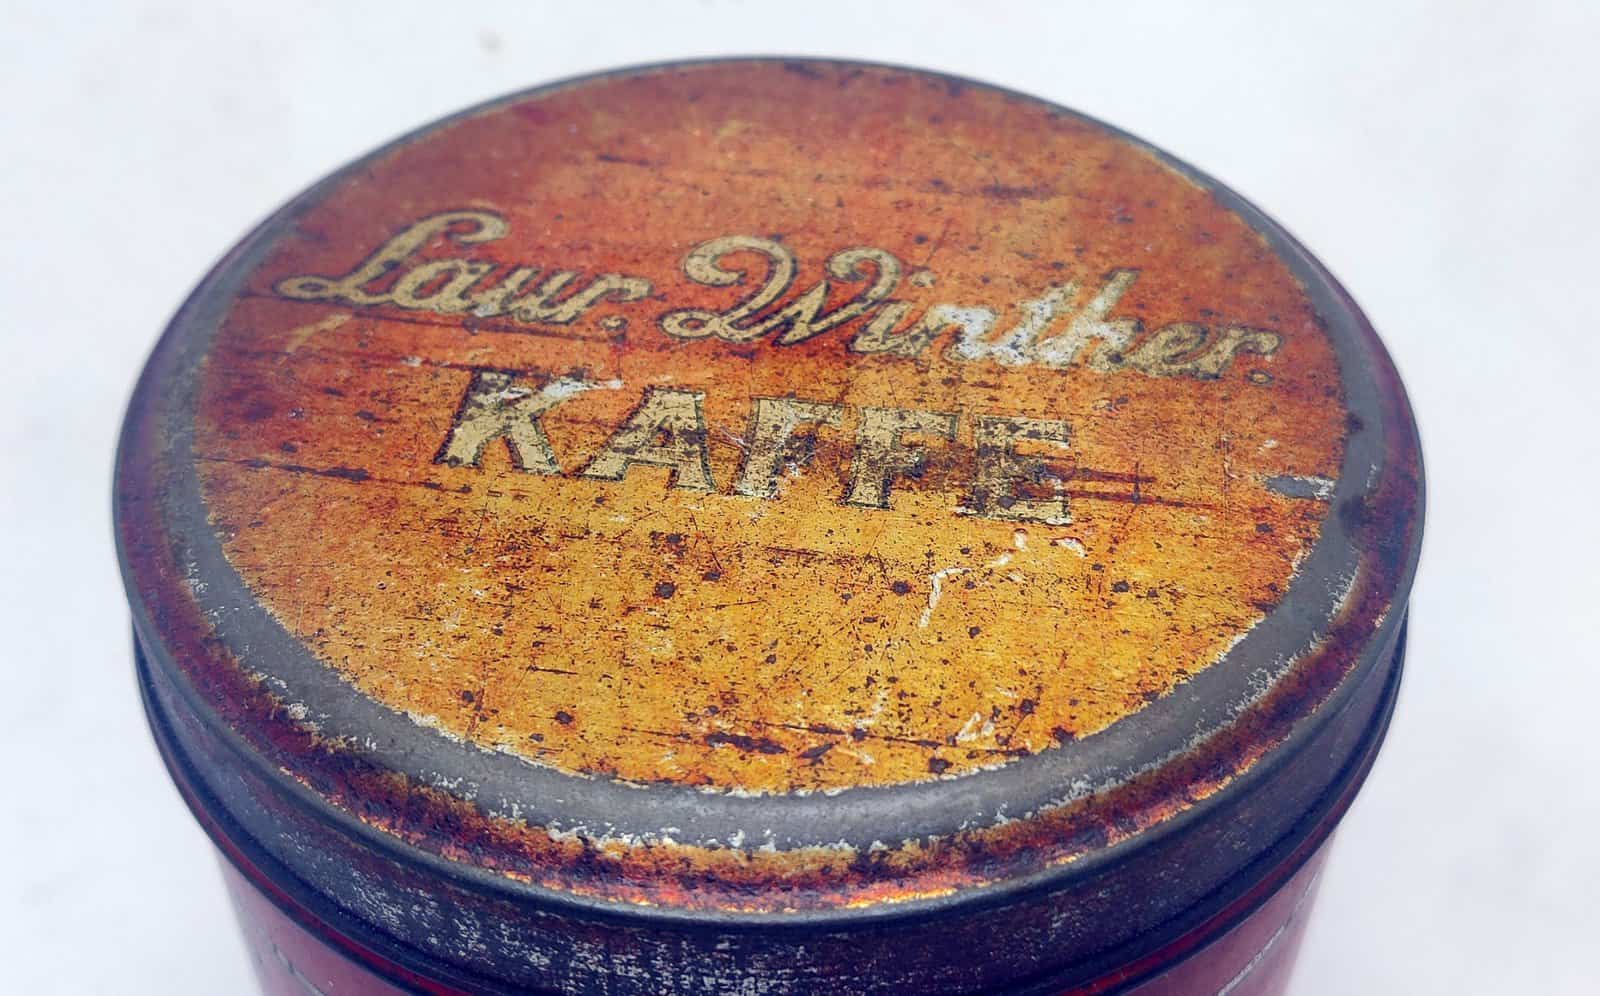 Laur. Winther.
KAFFE